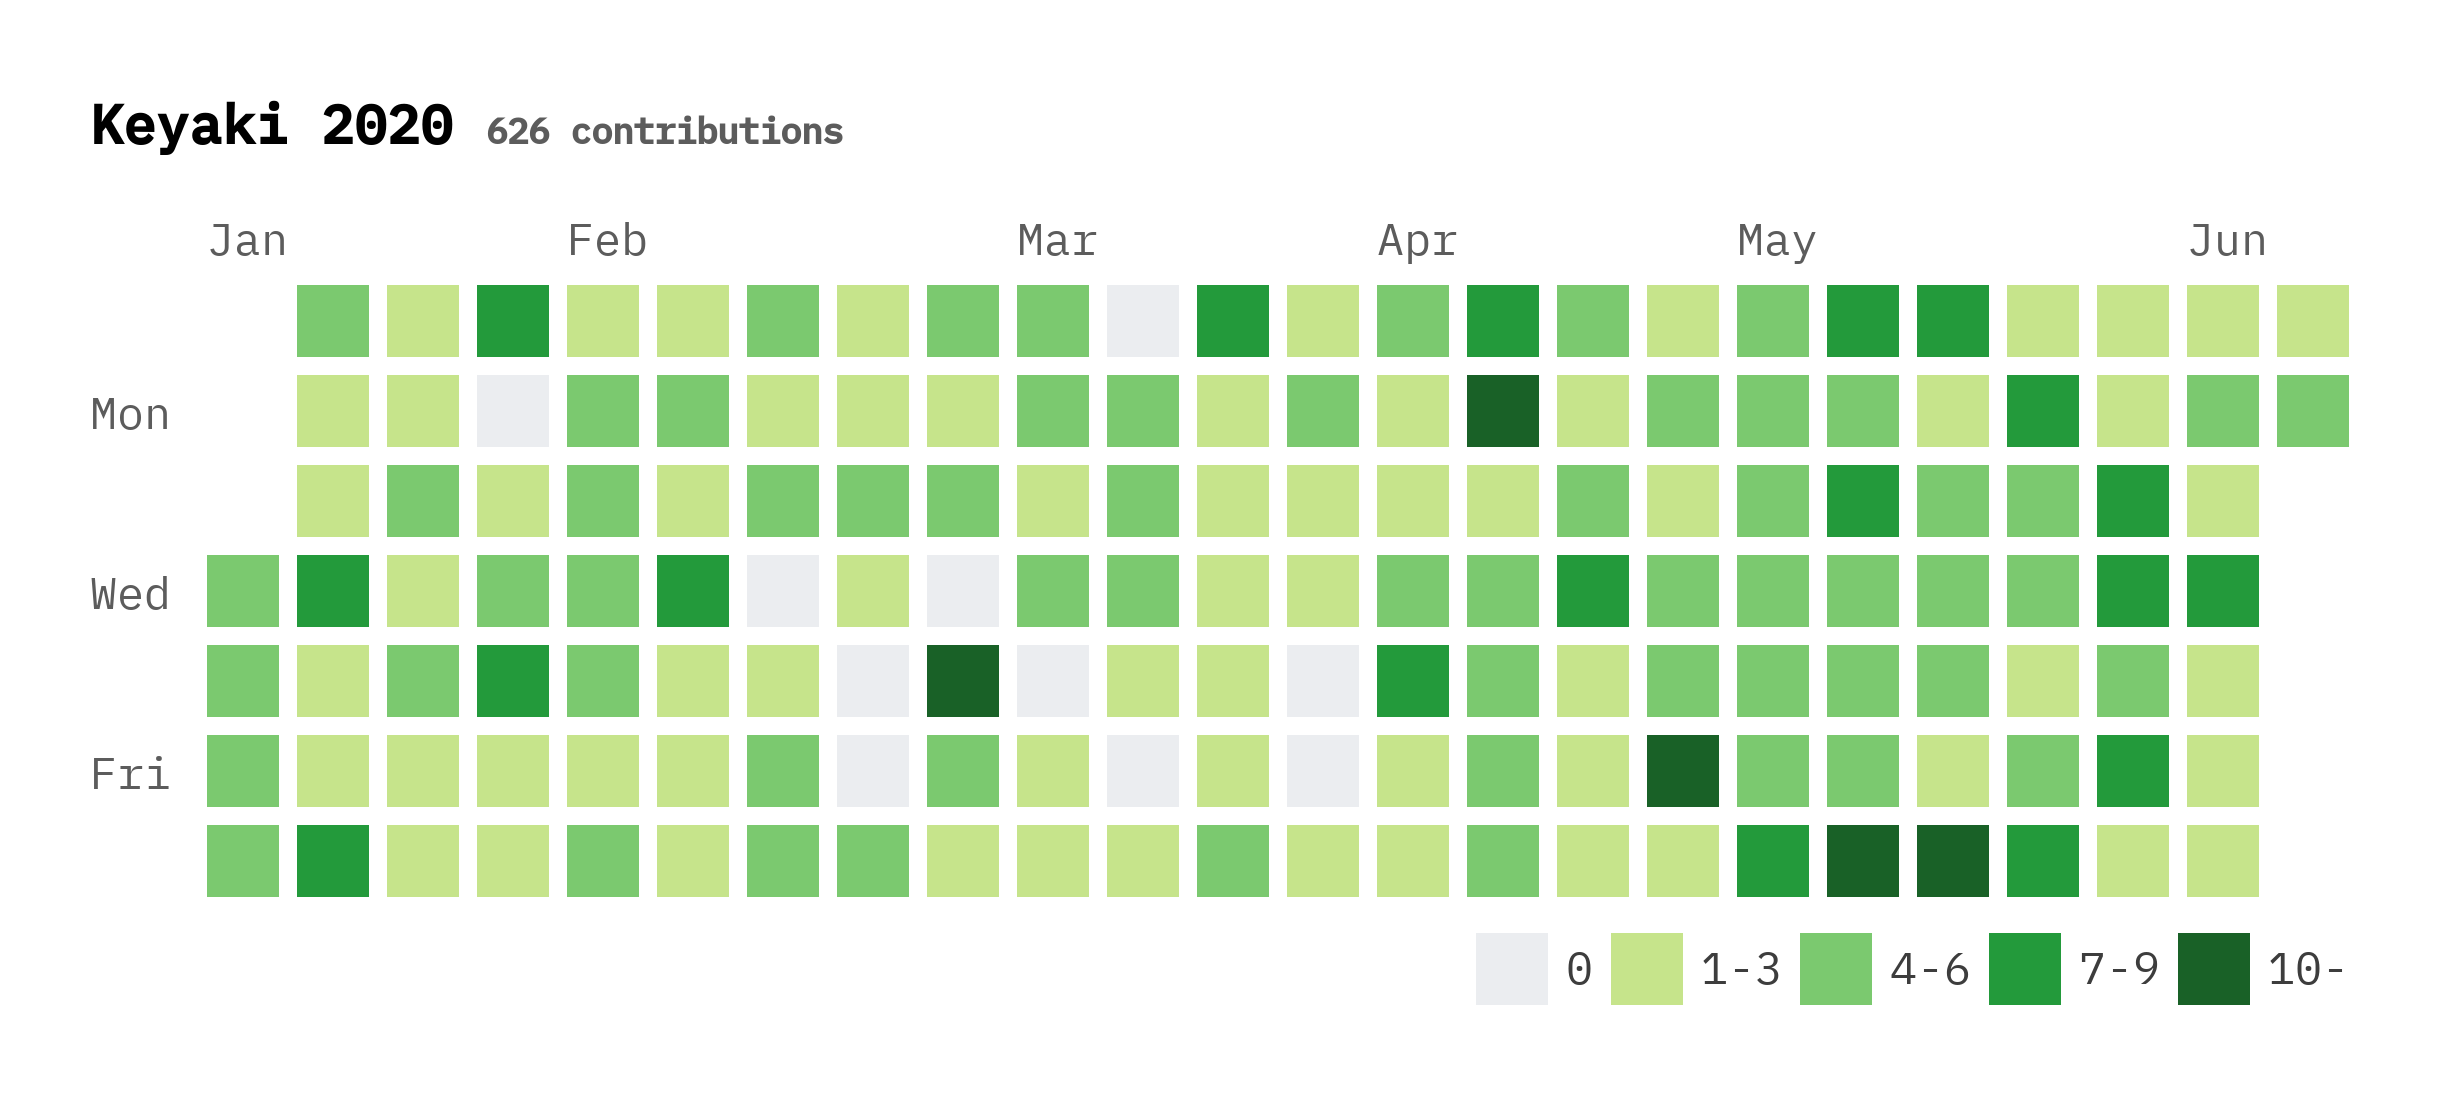 Keyaki 2020 626 contributions
Jan Feb Mar Apr May Jun
Mon
Wed
Fri
0 1-3 4-6 7-9 10-